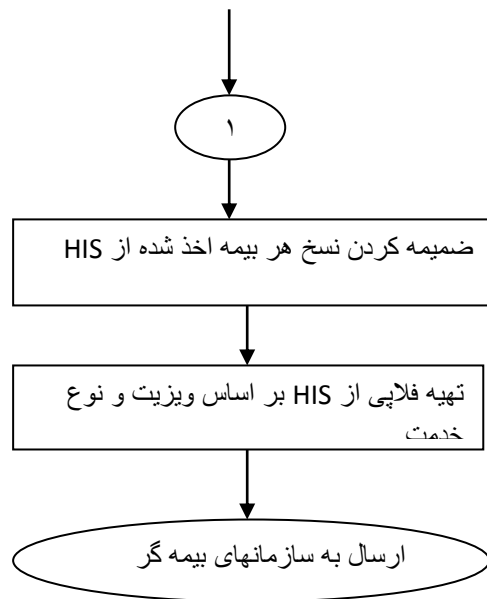 ۱
ضمیمه کردن نسخ هر بیمه اخذ شده از HIS
تهیه فلاپی از HIS بر اساس ویزیت و نوع
خدمت
ارسال به سازمانهای بیمه گر